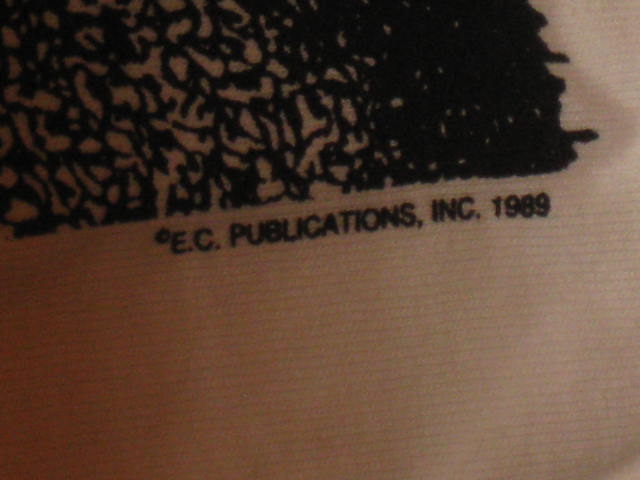 ©E.C. PUBLICATIONS, INC. 1989